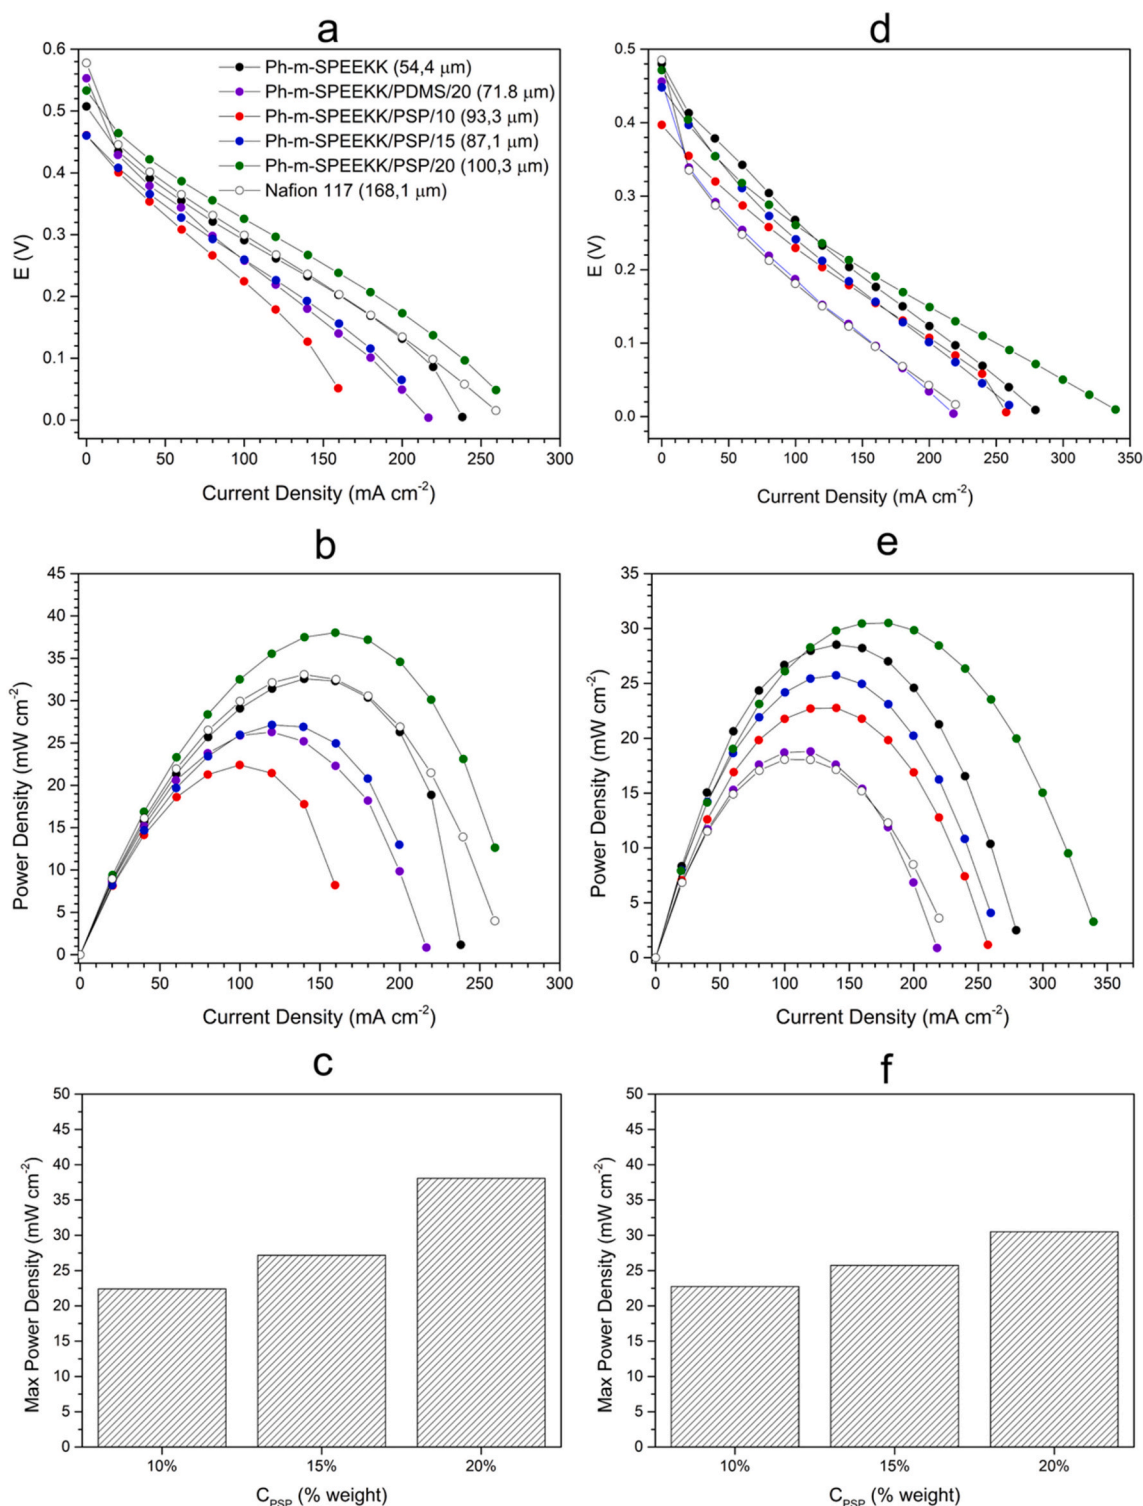 a
0.6
0.5
0.4
0.3
0.2
0.1
0.0
E (V)
Ph-m-SPEEKK (54,4 μm)
Ph-m-SPEEKK/PDMS/20 (71.8 μm)
Ph-m-SPEEKK/PSP/10 (93,3 μm)
Ph-m-SPEEKK/PSP/15 (87,1 μm)
Ph-m-SPEEKK/PSP/20 (100,3 μm)
Nafion 117 (168,1 μm)
0 50 100 150 200 250 300
Current Density (mA cm⁻²)
d
0.5
0.4
0.3
0.2
0.1
0.0
E (V)
0 50 100 150 200 250 300 350
Current Density (mA cm⁻²)
b
45
40
35
30
25
20
15
10
5
0
Power Density (mW cm⁻²)
0 50 100 150 200 250 300
Current Density (mA cm⁻²)
e
35
30
25
20
15
10
5
0
Power Density (mW cm⁻²)
0 50 100 150 200 250 300 350
Current Density (mA cm⁻²)
c
50
45
40
35
30
25
20
15
10
5
0
Max Power Density (mW cm⁻²)
10% 15% 20%
C_PSP (% weight)
f
50
45
40
35
30
25
20
15
10
5
0
Max Power Density (mW cm⁻²)
10% 15% 20%
C_PSP (% weight)